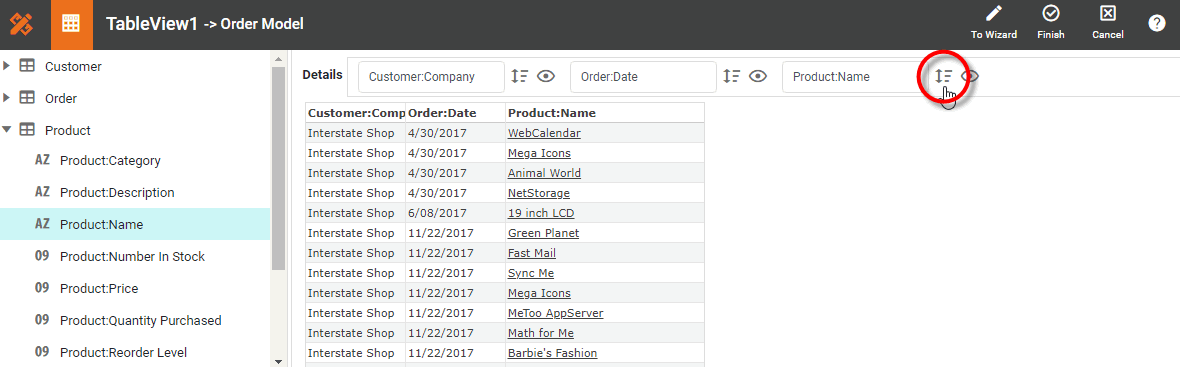 TableView1 -> Order Model
To Wizard
Finish
Cancel
?
Customer
Order
Product
AZ Product:Category
AZ Product:Description
AZ Product:Name
09 Product:Number In Stock
09 Product:Price
09 Product:Quantity Purchased
09 Product:Reorder Level
Details Customer:Company Order:Date Product:Name
Customer:Comp Order:Date Product:Name
Interstate Shop 4/30/2017 WebCalendar
Interstate Shop 4/30/2017 Mega Icons
Interstate Shop 4/30/2017 Animal World
Interstate Shop 4/30/2017 NetStorage
Interstate Shop 6/08/2017 19 inch LCD
Interstate Shop 11/22/2017 Green Planet
Interstate Shop 11/22/2017 Fast Mail
Interstate Shop 11/22/2017 Sync Me
Interstate Shop 11/22/2017 Mega Icons
Interstate Shop 11/22/2017 MeToo AppServer
Interstate Shop 11/22/2017 Math for Me
Interstate Shop 11/22/2017 Barbie's Fashion